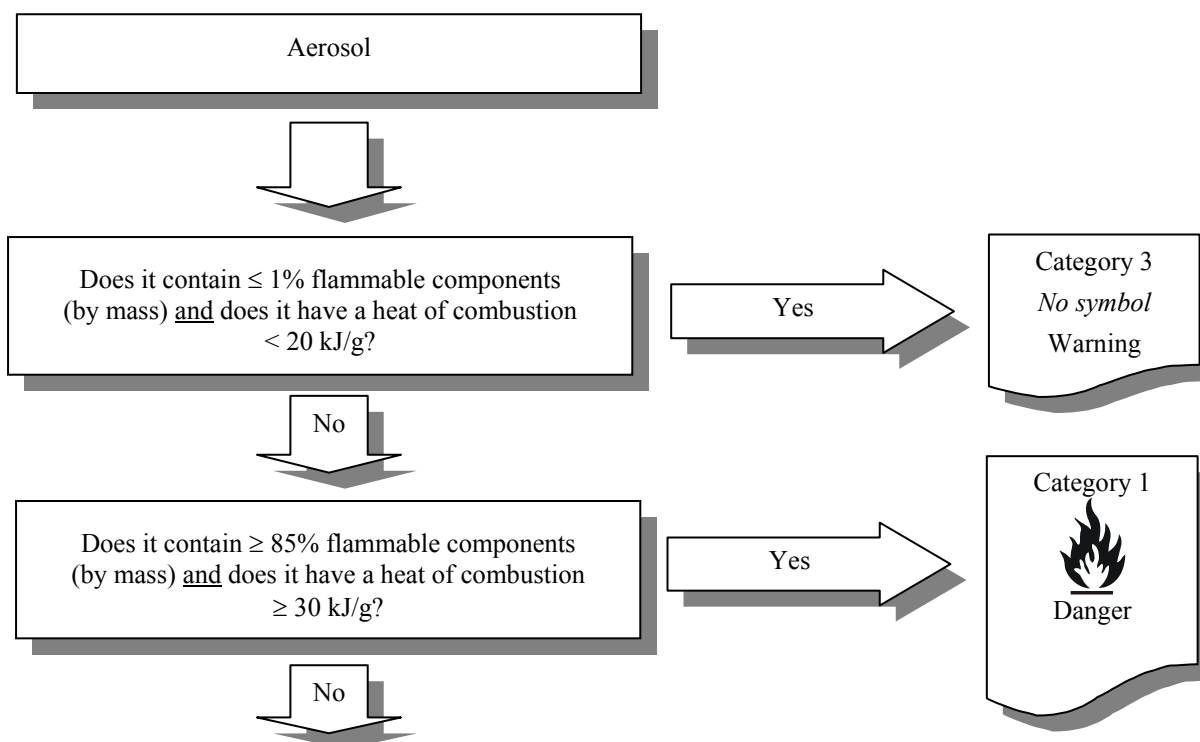 Aerosol
Does it contain ≤ 1% flammable components
(by mass) and does it have a heat of combustion
< 20 kJ/g?
Yes
Category 3
No symbol
Warning
No
Does it contain ≥ 85% flammable components
(by mass) and does it have a heat of combustion
≥ 30 kJ/g?
Yes
Category 1
Danger
No